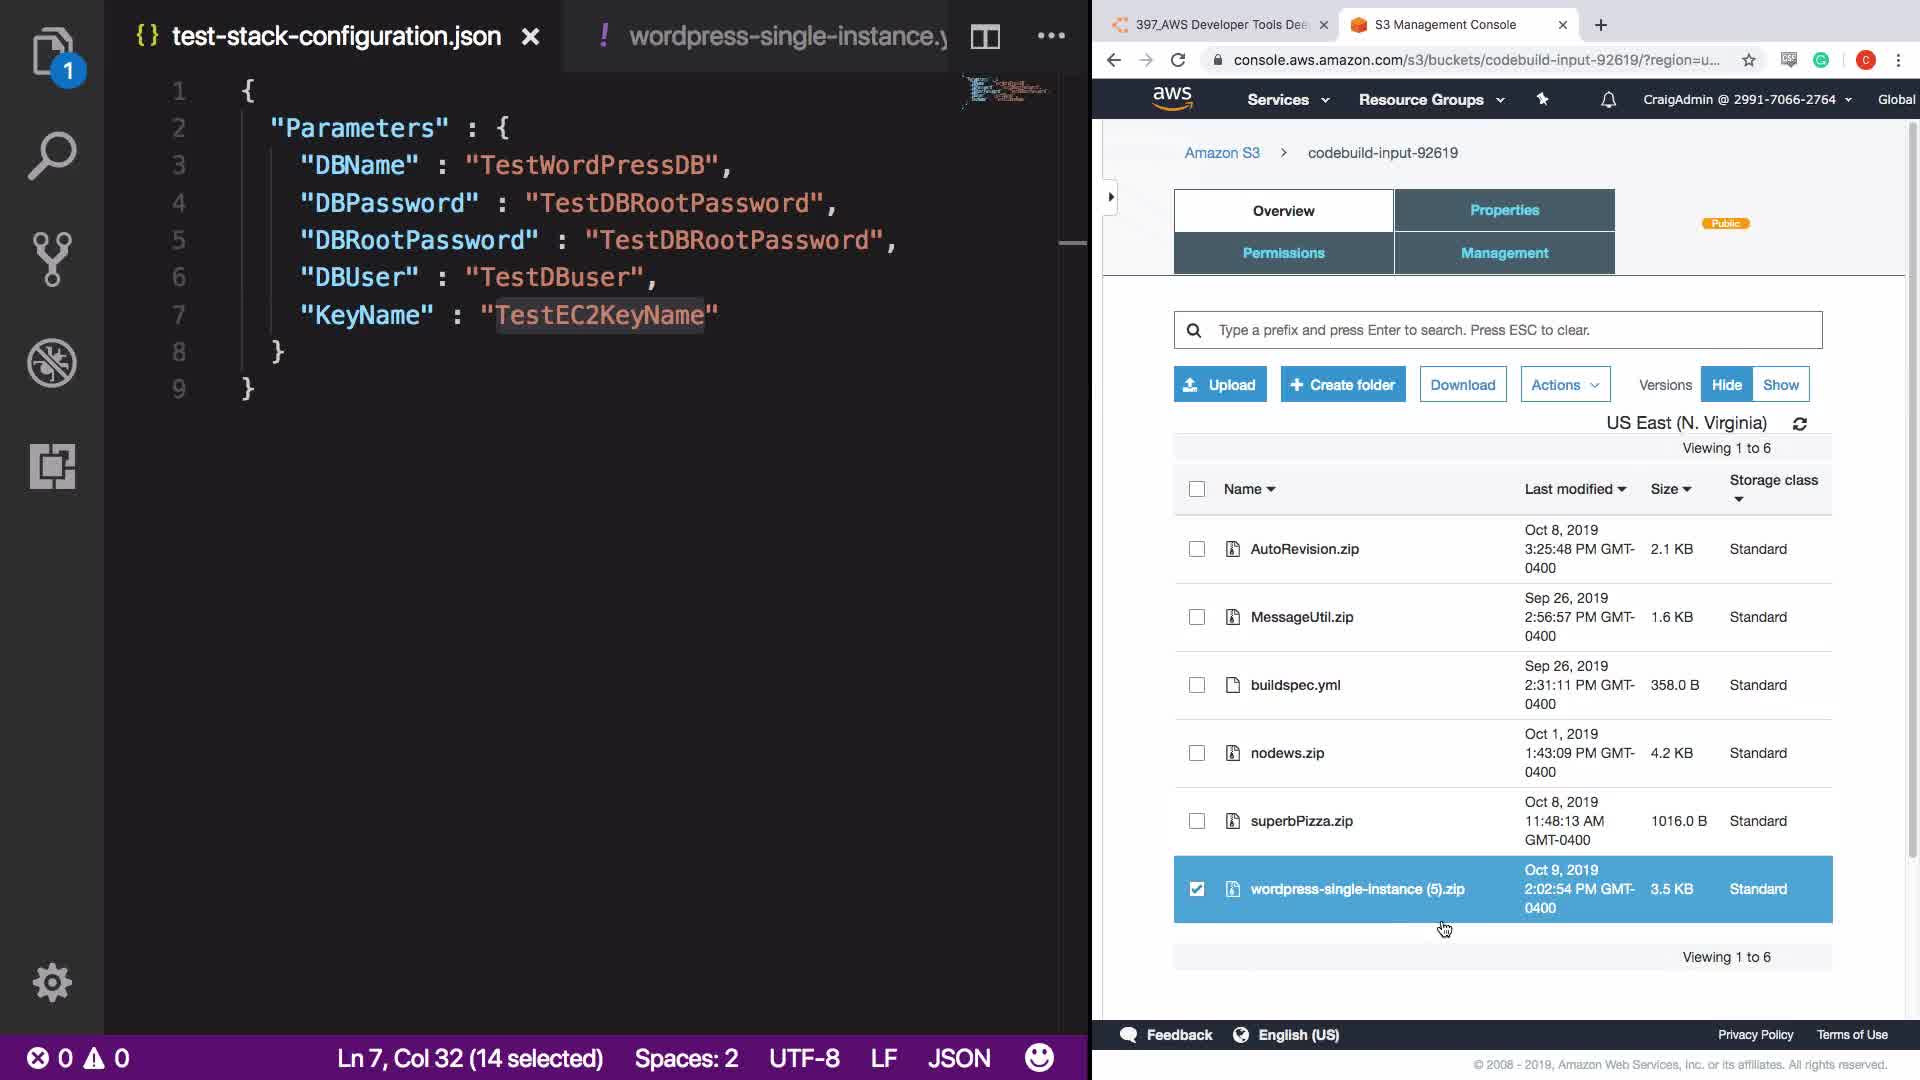 {} test-stack-configuration.json
! wordpress-single-instance.y
1
1 {
2 "Parameters" : {
3 "DBName" : "TestWordPressDB",
4 "DBPassword" : "TestDBRootPassword",
5 "DBRootPassword" : "TestDBRootPassword",
6 "DBUser" : "TestDBuser",
7 "KeyName" : "TestEC2KeyName"
8 }
9 }
0 0 Ln 7, Col 32 (14 selected) Spaces: 2 UTF-8 LF JSON
397_AWS Developer Tools Dee
S3 Management Console
console.aws.amazon.com/s3/buckets/codebuild-input-92619/?region=u...
C
aws Services Resource Groups CraigAdmin @ 2991-7066-2764 Global
Amazon S3 > codebuild-input-92619
Overview Properties
Public
Permissions Management
Type a prefix and press Enter to search. Press ESC to clear.
Upload + Create folder Download Actions Versions Hide Show
US East (N. Virginia)
Viewing 1 to 6
Name Last modified Size Storage class
AutoRevision.zip Oct 8, 2019 3:25:48 PM GMT-0400 2.1 KB Standard
MessageUtil.zip Sep 26, 2019 2:56:57 PM GMT-0400 1.6 KB Standard
buildspec.yml Sep 26, 2019 2:31:11 PM GMT-0400 358.0 B Standard
nodews.zip Oct 1, 2019 1:43:09 PM GMT-0400 4.2 KB Standard
superbPizza.zip Oct 8, 2019 11:48:13 AM GMT-0400 1016.0 B Standard
wordpress-single-instance (5).zip Oct 9, 2019 2:02:54 PM GMT-0400 3.5 KB Standard
Viewing 1 to 6
Feedback English (US) Privacy Policy Terms of Use
© 2008 - 2019, Amazon Web Services, Inc. or its affiliates. All rights reserved.